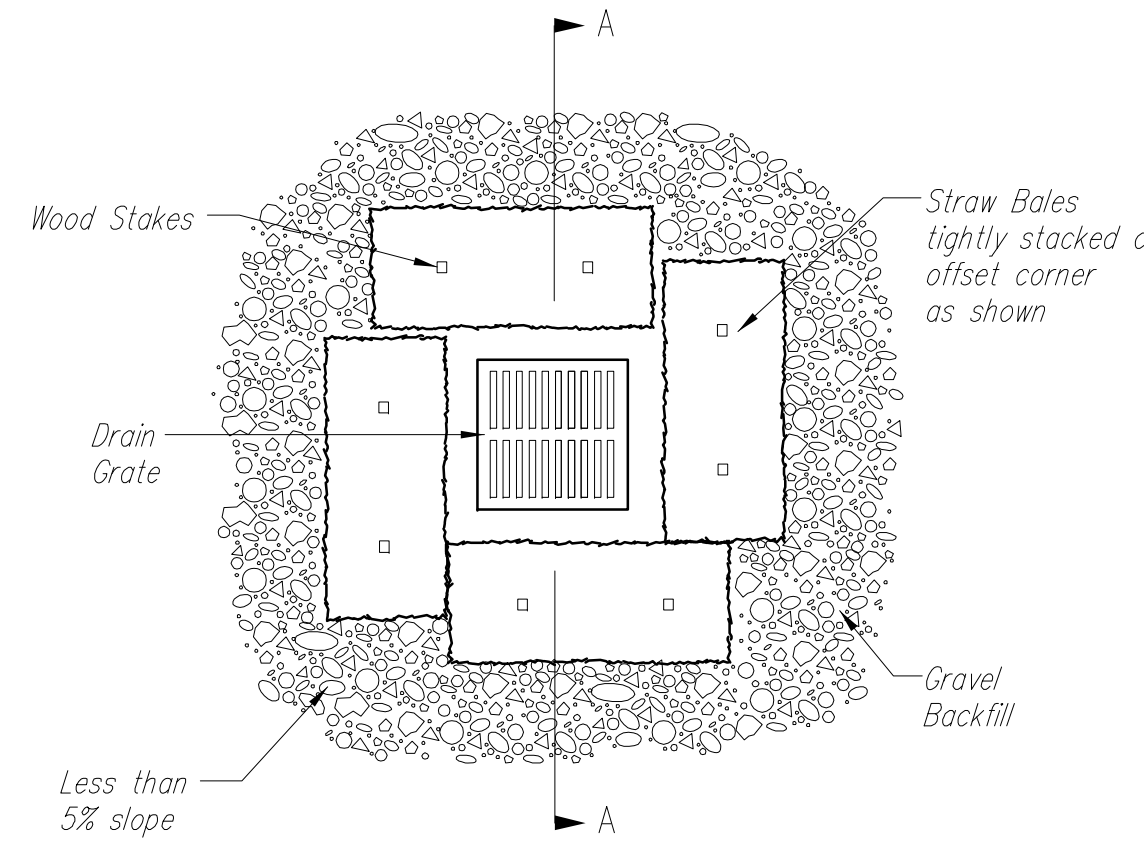 A
Wood Stakes
Straw Bales
tightly stacked
offset corner
as shown
Drain
Grate
Gravel
Backfill
Less than
5% slope
A